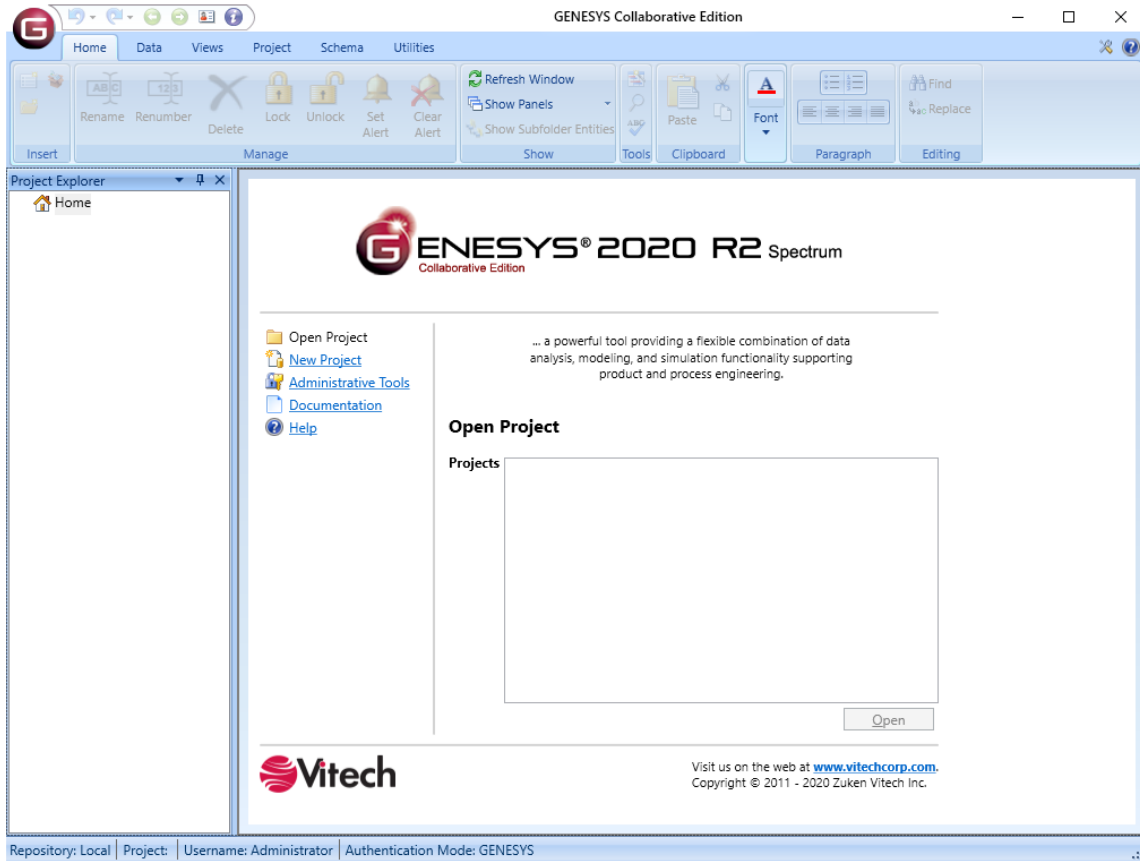 GENESYS Collaborative Edition
Home Data Views Project Schema Utilities
Rename Renumber Delete Lock Unlock Set Alert Clear Alert
Refresh Window
Show Panels
Show Subfolder Entities
ABC
Paste
A
Font
Find
Replace
Insert Manage Show Tools Clipboard Paragraph Editing
Project Explorer
Home
GENESYS® 2020 R2 Spectrum
Collaborative Edition
Open Project
New Project
Administrative Tools
Documentation
Help
... a powerful tool providing a flexible combination of data
analysis, modeling, and simulation functionality supporting
product and process engineering.
Open Project
Projects
Open
Vitech
Visit us on the web at www.vitechcorp.com.
Copyright © 2011 - 2020 Zuken Vitech Inc.
Repository: Local Project: Username: Administrator Authentication Mode: GENESYS